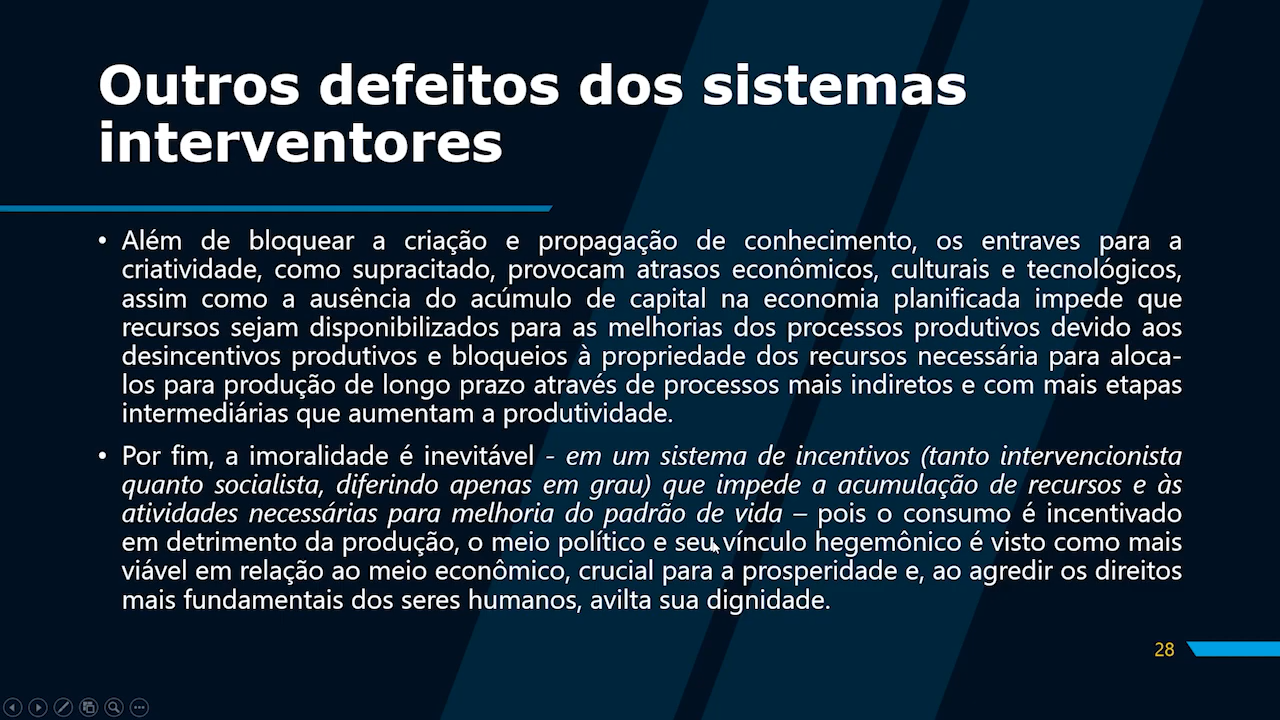 Outros defeitos dos sistemas
interventores
• Além de bloquear a criação e propagação de conhecimento, os entraves para a
criatividade, como supracitado, provocam atrasos econômicos, culturais e tecnológicos,
assim como a ausência do acúmulo de capital na economia planificada impede que
recursos sejam disponibilizados para as melhorias dos processos produtivos devido aos
desincentivos produtivos e bloqueios à propriedade dos recursos necessária para aloca-
los para produção de longo prazo através de processos mais indiretos e com mais etapas
intermediárias que aumentam a produtividade.
• Por fim, a imoralidade é inevitável - em um sistema de incentivos (tanto intervencionista
quanto socialista, diferindo apenas em grau) que impede a acumulação de recursos e às
atividades necessárias para melhoria do padrão de vida – pois o consumo é incentivado
em detrimento da produção, o meio político e seu vínculo hegemônico é visto como mais
viável em relação ao meio econômico, crucial para a prosperidade e, ao agredir os direitos
mais fundamentais dos seres humanos, avilta sua dignidade.
28